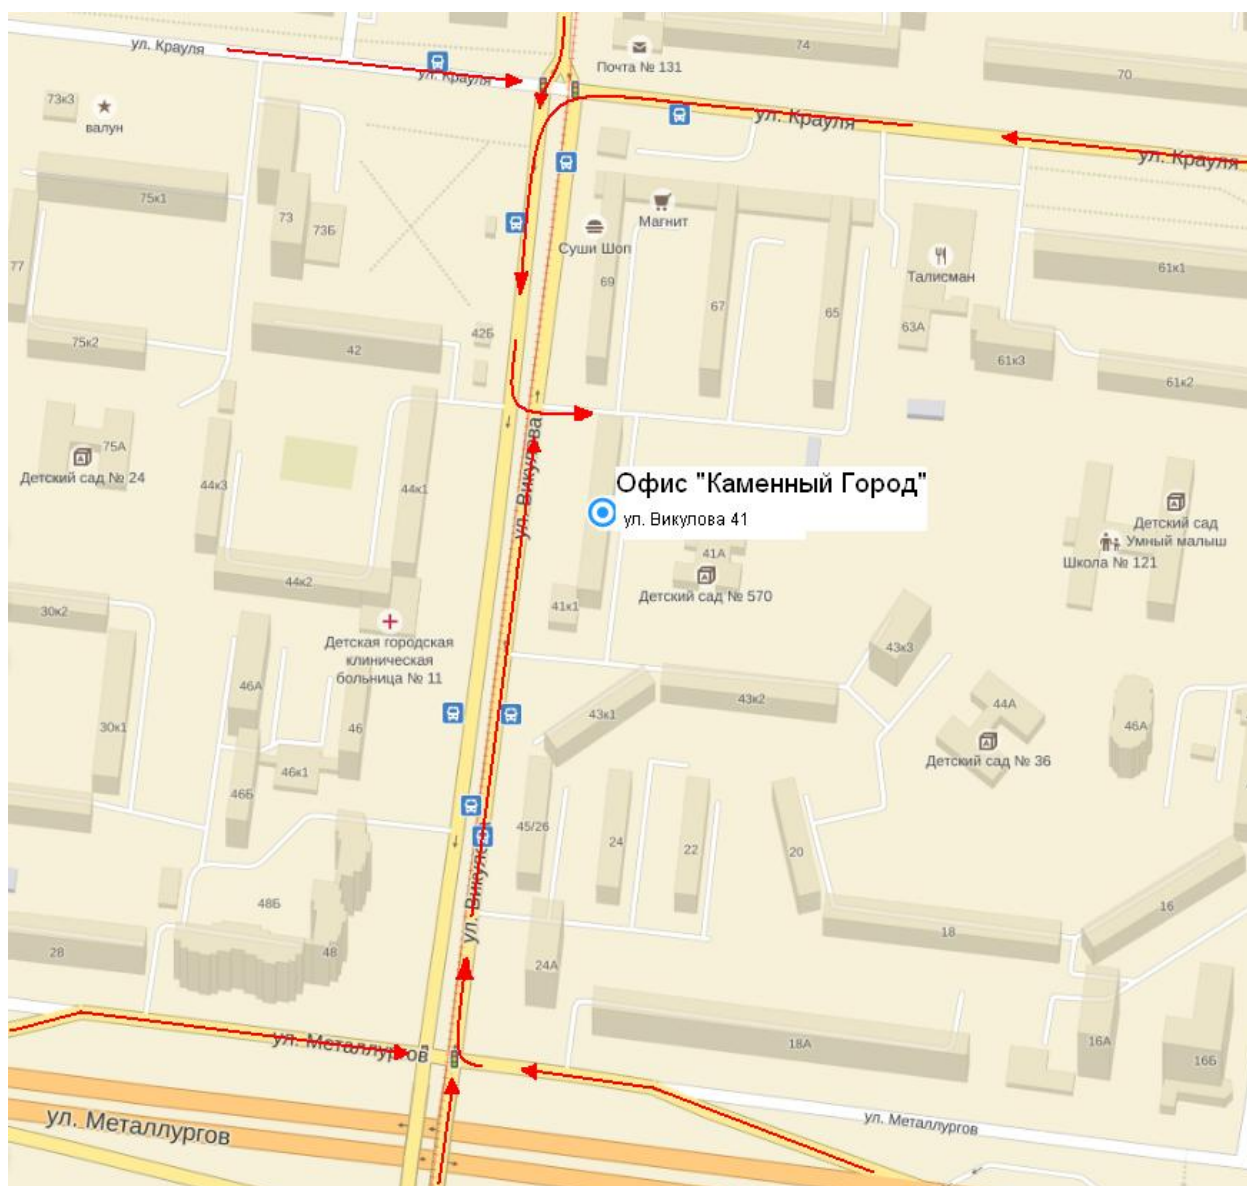 74
ул. Крауля
Почта № 131
70
ул. Крауля
73к3
валун
ул. Крауля
ул. Крауля
75к1
73
73Б
Магнит
Суши Шоп
Талисман
61к1
77
69
67
65
63А
42Б
75к2
42
61к3
61к2
75А
Детский сад № 24
44к3
44к1
ул. Викулова
Офис "Каменный Город"
ул. Викулова 41
Детский сад
Умный малыш
41А
Школа № 121
44к2
Детский сад № 570
30к2
41к1
Детская городская
клиническая
больница № 11
43к3
46А
43к2
44А
43к1
30к1
46
46А
46к1
Детский сад № 36
46Б
45/26
24
22
20
ул. Викулова
48Б
16
28
48
18
24А
ул. Металлургов
18А
16А
16Б
ул. Металлургов
ул. Металлургов